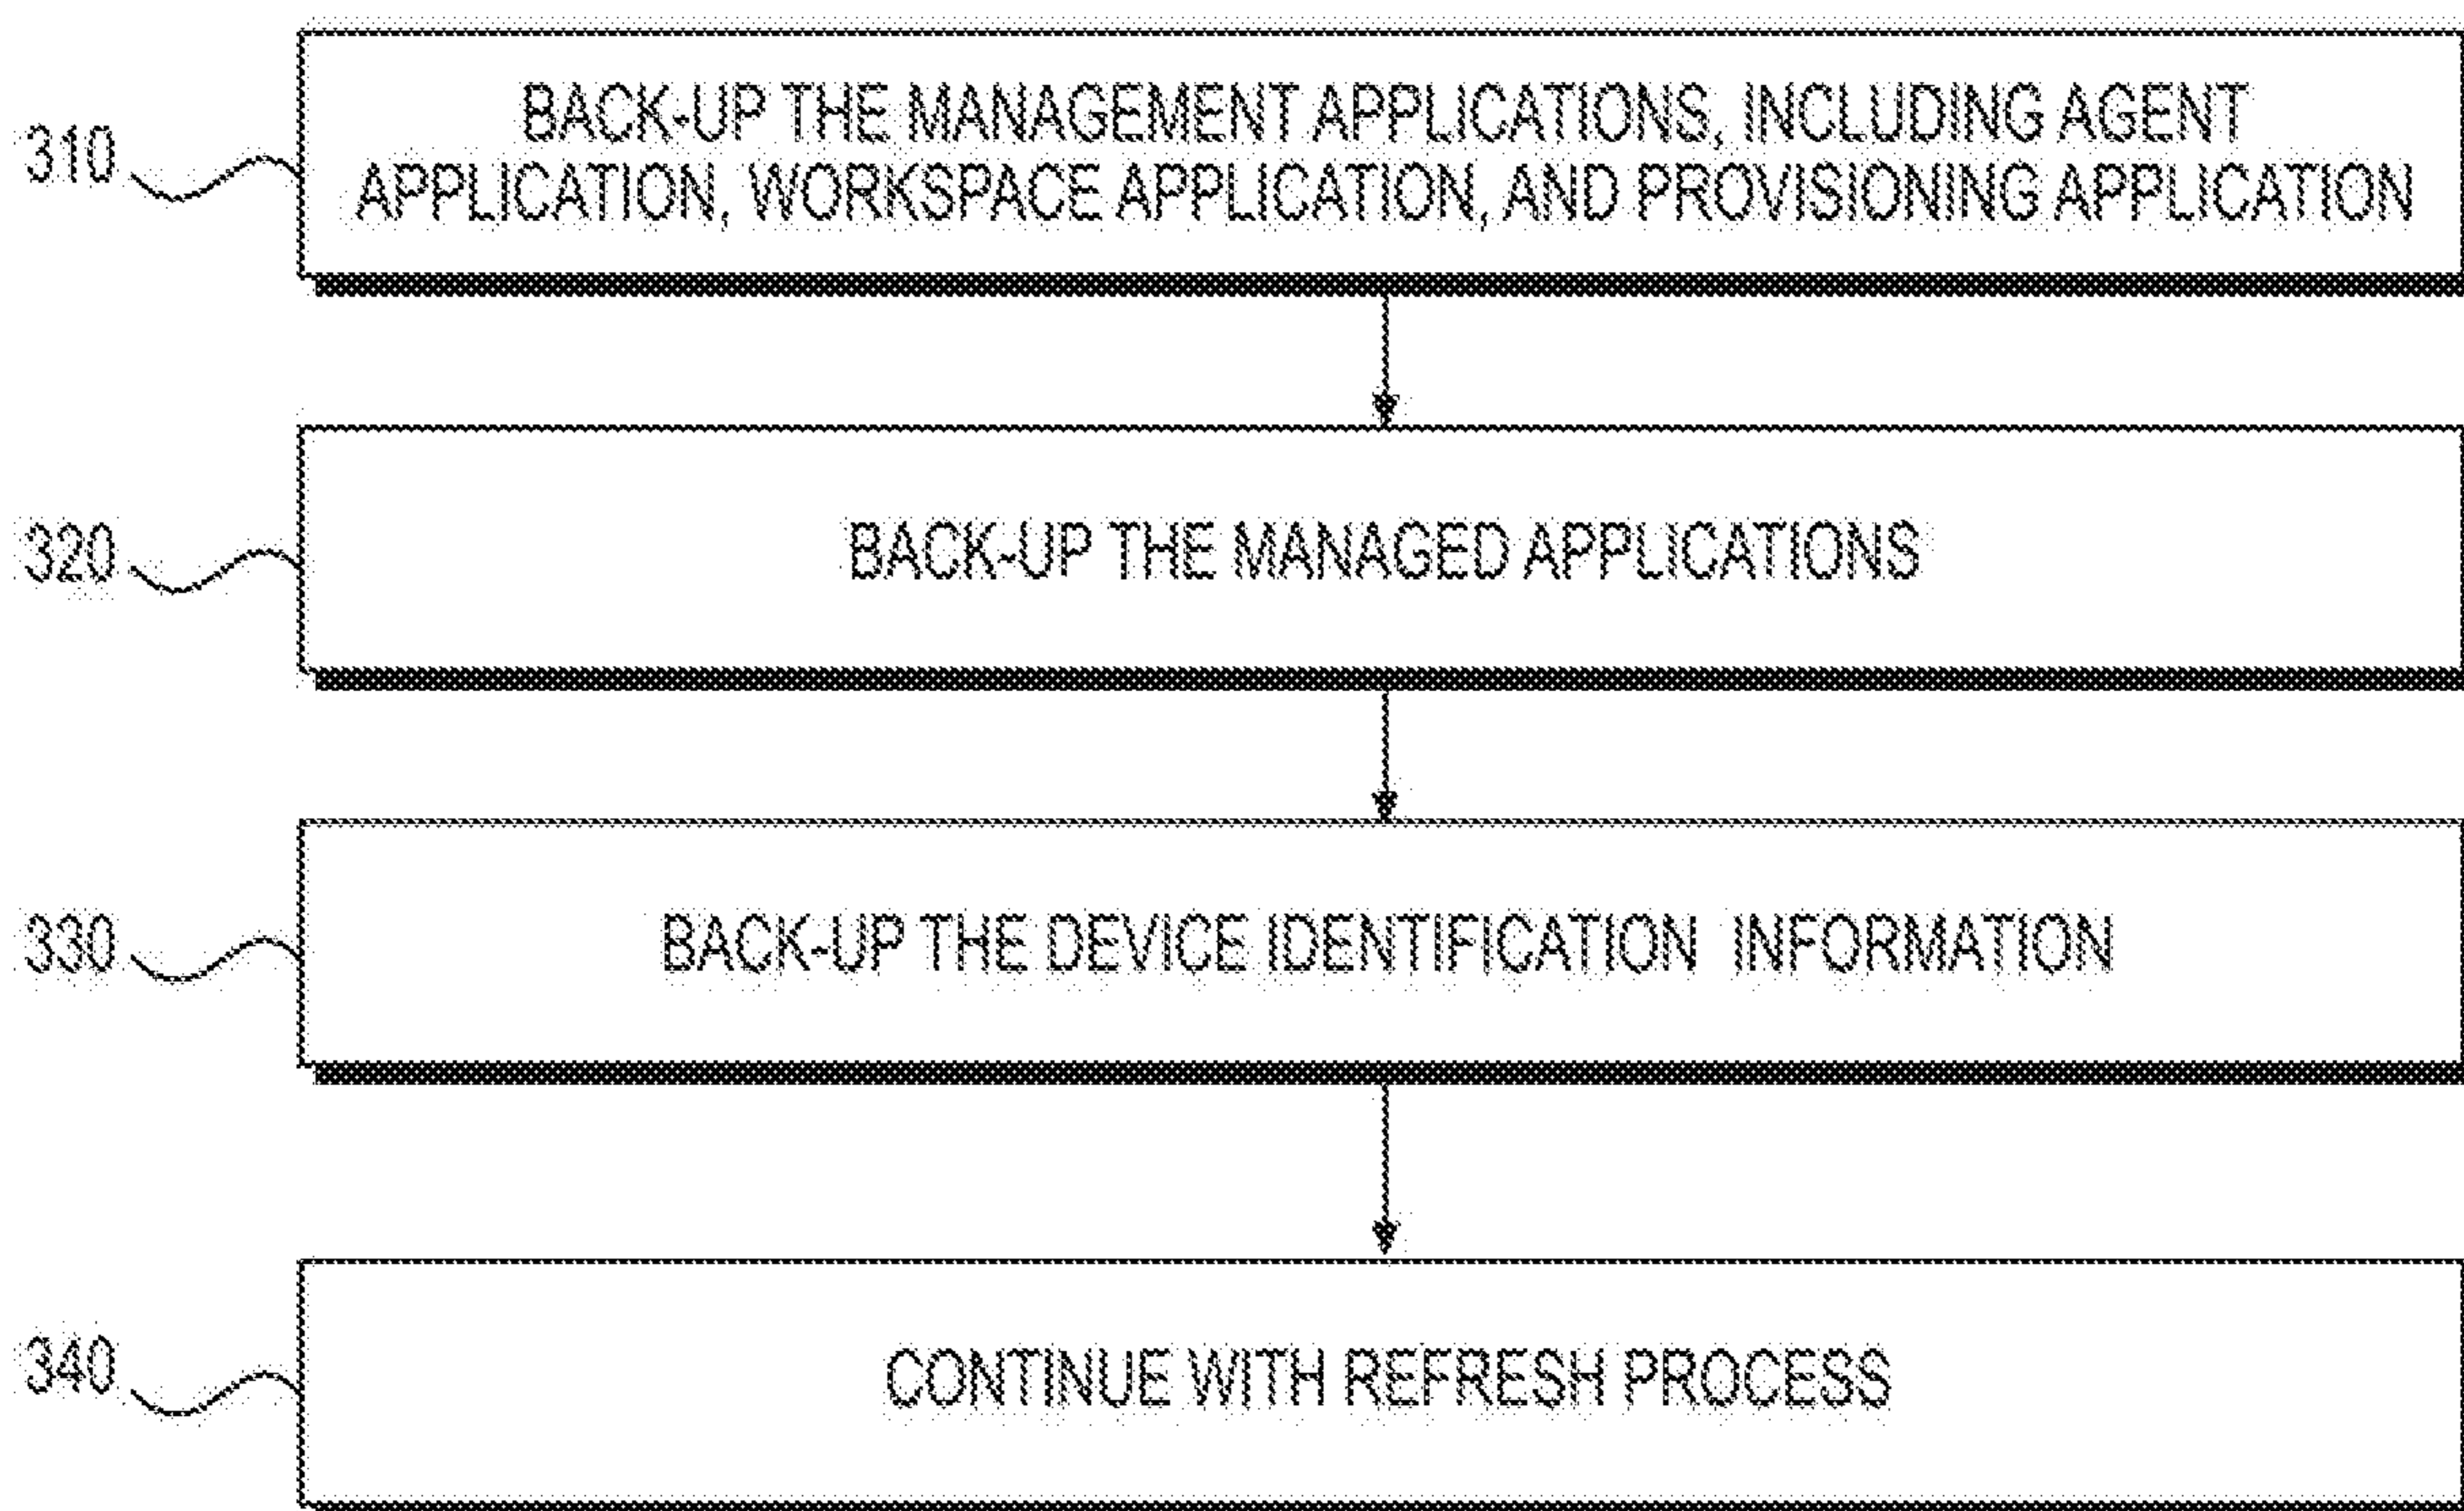 310
BACK-UP THE MANAGEMENT APPLICATIONS, INCLUDING AGENT
APPLICATION, WORKSPACE APPLICATION, AND PROVISIONING APPLICATION
320
BACK-UP THE MANAGED APPLICATIONS
330
BACK-UP THE DEVICE IDENTIFICATION INFORMATION
340
CONTINUE WITH REFRESH PROCESS